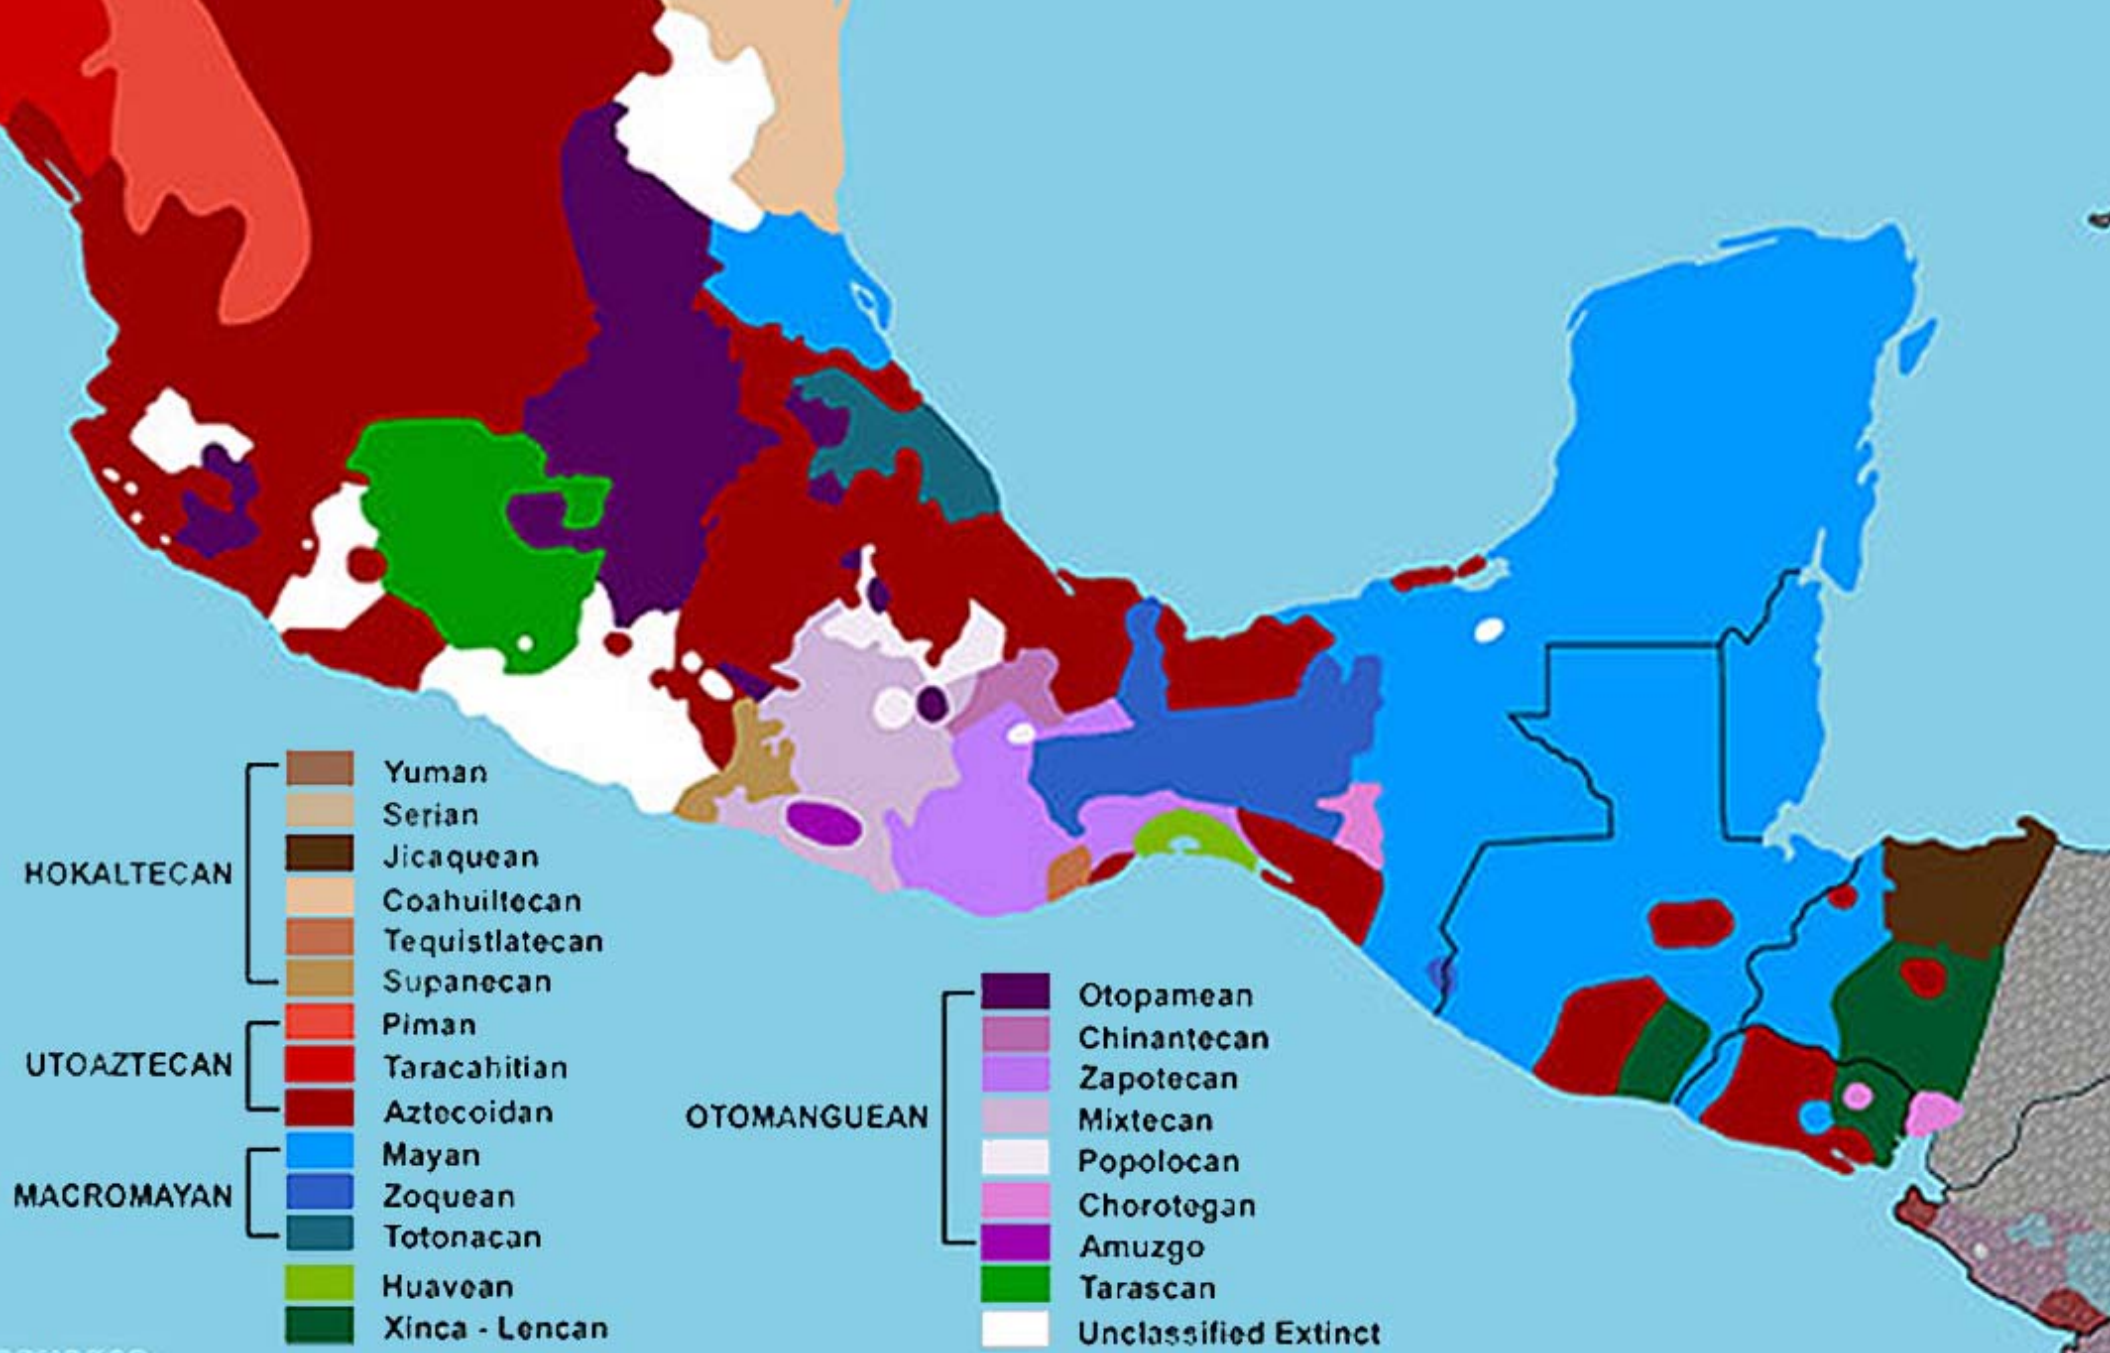 HOKALTECAN
Yuman
Serian
Jicaquean
Coahuiltecan
Tequistlatecan
Supanecan
UTOAZTECAN
Piman
Taracahitian
Aztecoidan
MACROMAYAN
Mayan
Zoquean
Totonacan
Huavean
Xinca - Lencan
OTOMANGUEAN
Otopamean
Chinantecan
Zapotecan
Mixtecan
Popolocan
Chorotegan
Amuzgo
Tarascan
Unclassified Extinct